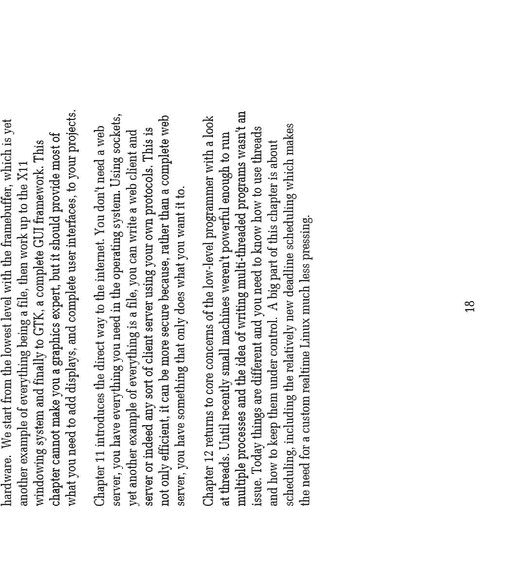 hardware. We start from the lowest level with the framebuffer, which is yet
another example of everything being a file, then work up to the X11
windowing system and finally to GTK, a complete GUI framework. This
chapter cannot make you a graphics expert, but it should provide most of
what you need to add displays, and complete user interfaces, to your projects.
Chapter 11 introduces the direct way to the internet. You don't need a web
server, you have everything you need in the operating system. Using sockets,
yet another example of everything is a file, you can write a web client and
server or indeed any sort of client server using your own protocols. This is
not only efficient, it can be more secure because, rather than a complete web
server, you have something that only does what you want it to.
Chapter 12 returns to core concerns of the low-level programmer with a look
at threads. Until recently small machines weren't powerful enough to run
multiple processes and the idea of writing multi-threaded programs wasn't an
issue. Today things are different and you need to know how to use threads
and how to keep them under control. A big part of this chapter is about
scheduling, including the relatively new deadline scheduling which makes
the need for a custom realtime Linux much less pressing.
18